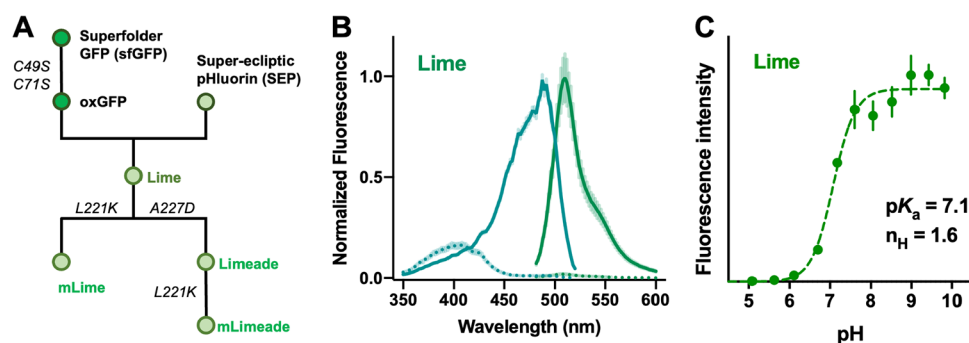 A
Superfolder
GFP (sfGFP)
C49S
C71S
oxGFP
Super-ecliptic
pHluorin (SEP)
Lime
L221K
A227D
mLime
Limeade
L221K
mLimeade
B
Lime
Normalized Fluorescence
1.0
0.5
0.0
350 400 450 500 550 600
Wavelength (nm)
C
Lime
Fluorescence intensity
pKa = 7.1
nH = 1.6
5 6 7 8 9 10
pH